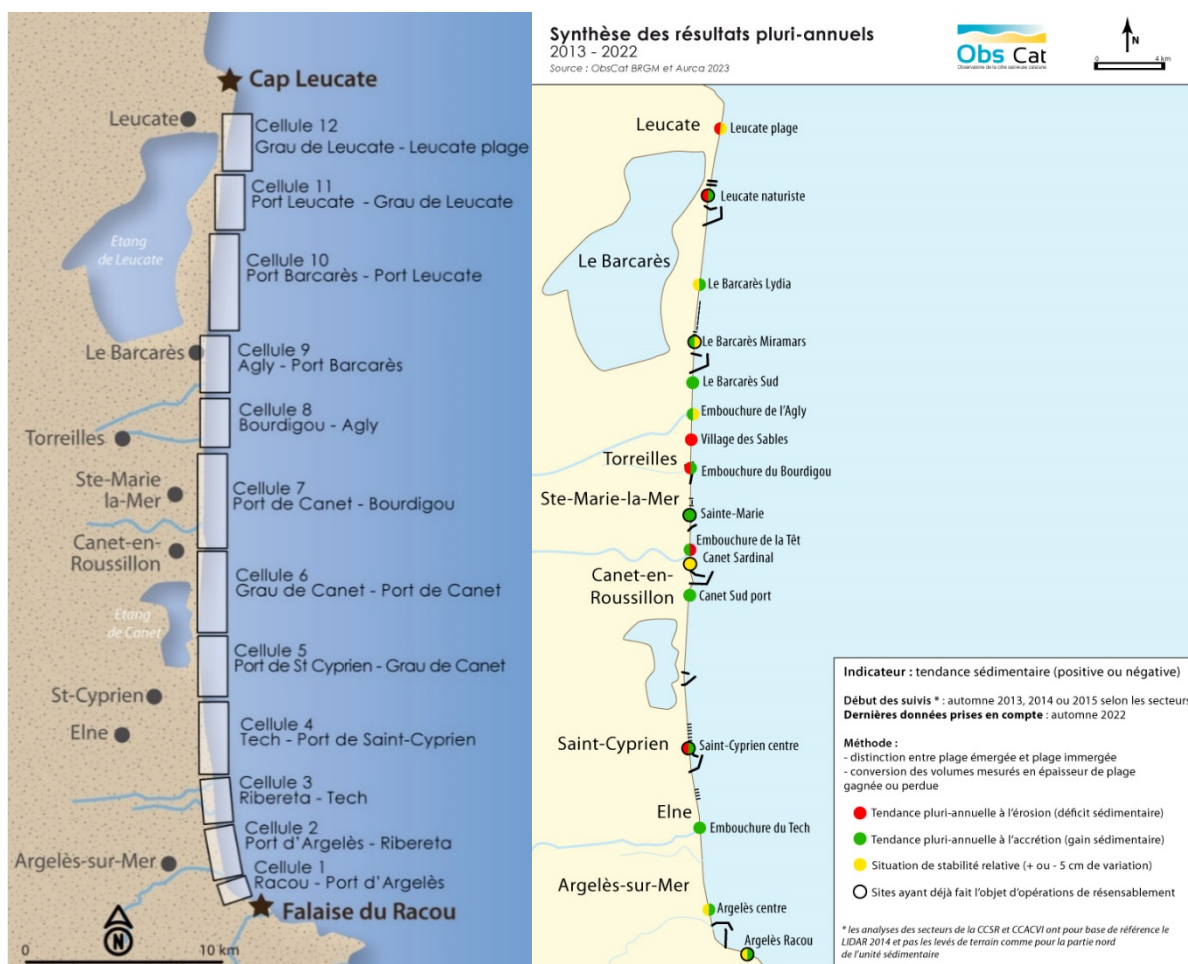 Cap Leucate
Leucate
Cellule 12
Grau de Leucate - Leucate plage
Cellule 11
Port Leucate - Grau de Leucate
Etang
de Leucate
Cellule 10
Port Barcarès - Port Leucate
Le Barcarès
Cellule 9
Agly - Port Barcarès
Cellule 8
Bourdigou - Agly
Torreilles
Ste-Marie
la-Mer
Cellule 7
Port de Canet - Bourdigou
Canet-en-
Roussillon
Cellule 6
Grau de Canet - Port de Canet
Etang
de Canet
Cellule 5
Port de St Cyprien - Grau de Canet
St-Cyprien
Elne
Cellule 4
Tech - Port de Saint-Cyprien
Cellule 3
Ribereta - Tech
Cellule 2
Port d'Argelès - Ribereta
Argelès-sur-Mer
Cellule 1
Racou - Port d'Argelès
Falaise du Racou
N
0 10 km
Synthèse des résultats pluri-annuels
2013 - 2022
Source : ObsCat BRGM et Aurca 2023
Obs Cat
Observatoire de la côte sableuse catalane
N
0 4 km
Leucate
Leucate plage
Leucate naturiste
Le Barcarès
Le Barcarès Lydia
Le Barcarès Miramars
Le Barcarès Sud
Embouchure de l'Agly
Village des Sables
Torreilles
Embouchure du Bourdigou
Ste-Marie-la-Mer
Sainte-Marie
Embouchure de la Têt
Canet Sardinal
Canet-en-
Roussillon
Canet Sud port
Saint-Cyprien
Saint-Cyprien centre
Elne
Embouchure du Tech
Argelès-sur-Mer
Argelès centre
Argelès Racou
Indicateur : tendance sédimentaire (positive ou négative)
Début des suivis * : automne 2013, 2014 ou 2015 selon les secteurs
Dernières données prises en compte : automne 2022
Méthode :
- distinction entre plage émergée et plage immergée
- conversion des volumes mesurés en épaisseur de plage
gagnée ou perdue
Tendance pluri-annuelle à l'érosion (déficit sédimentaire)
Tendance pluri-annuelle à l'accrétion (gain sédimentaire)
Situation de stabilité relative (+ ou - 5 cm de variation)
Sites ayant déjà fait l'objet d'opérations de résensablement
* les analyses des secteurs de la CCSR et CCACVI ont pour base de référence le
LIDAR 2014 et pas les levés de terrain comme pour la partie nord
de l'unité sédimentaire